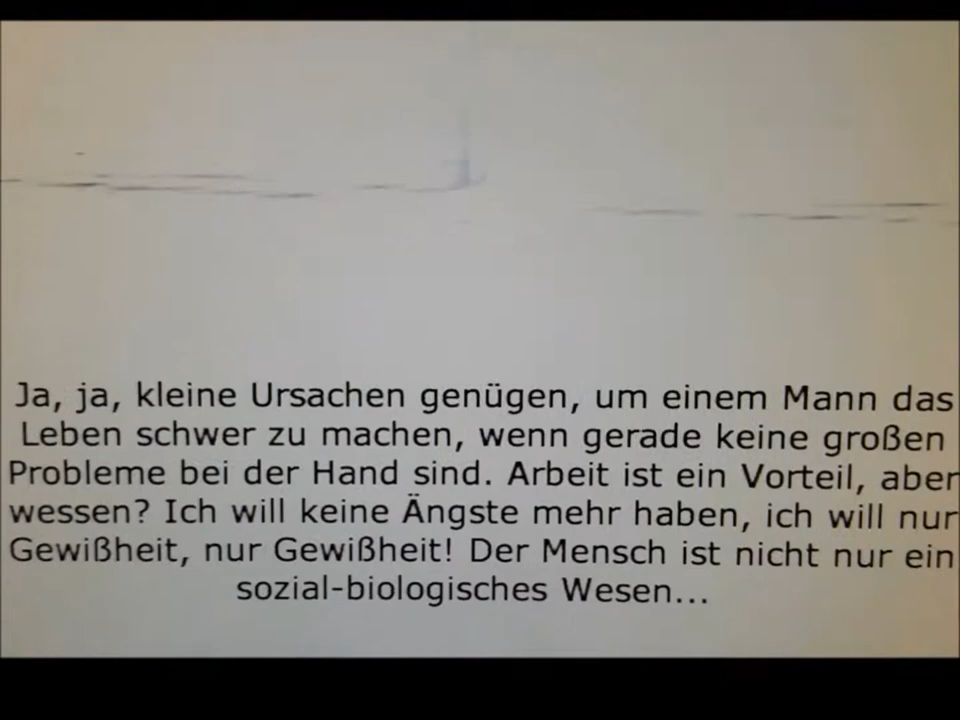 Ja, ja, kleine Ursachen genügen, um einem Mann das
Leben schwer zu machen, wenn gerade keine großen
Probleme bei der Hand sind. Arbeit ist ein Vorteil, aber
wessen? Ich will keine Ängste mehr haben, ich will nur
Gewißheit, nur Gewißheit! Der Mensch ist nicht nur ein
sozial-biologisches Wesen...